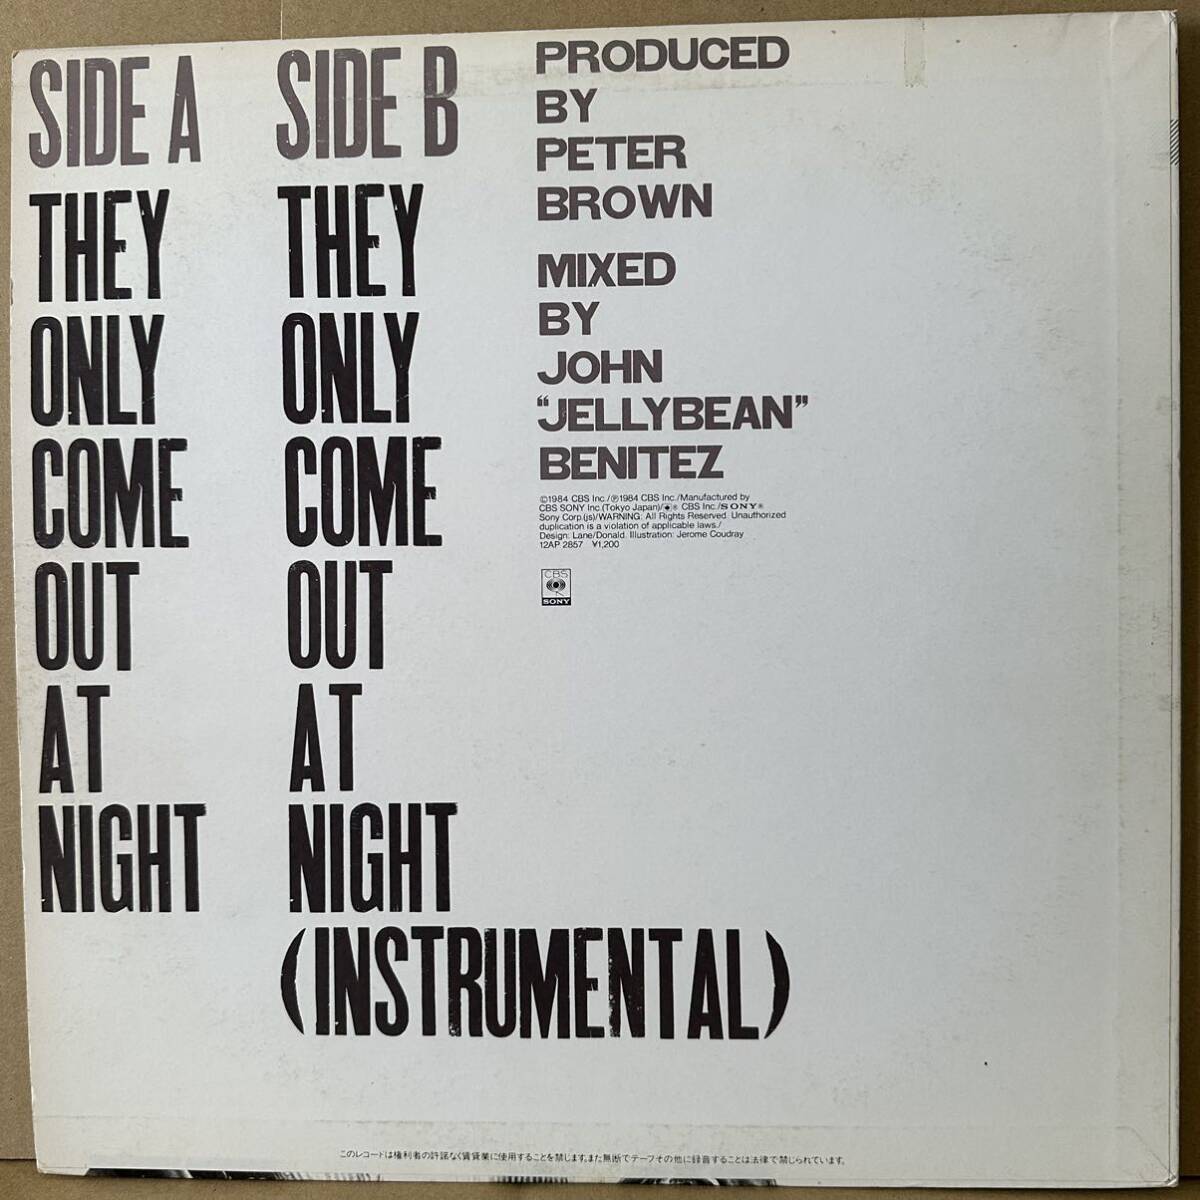 SIDE A
THEY
ONLY
COME
OUT
AT
NIGHT
SIDE B
THEY
ONLY
COME
OUT
AT
NIGHT
(INSTRUMENTAL)
PRODUCED
BY
PETER
BROWN
MIXED
BY
JOHN
“JELLYBEAN”
BENITEZ
©1984 CBS Inc./℗1984 CBS Inc./Manufactured by
CBS SONY Inc.(Tokyo Japan)/® CBS Inc./SONY®
Sony Corp.(js)/WARNING: All Rights Reserved. Unauthorized
duplication is a violation of applicable laws./
Design: Lane/Donald. Illustration: Jerome Coudray
12AP 2857 ¥1,200
CBS
SONY
このレコードは権利者の許諾なく賃貸業に使用することを禁じます。また無断でテープその他に録音することは法律で禁じられています。